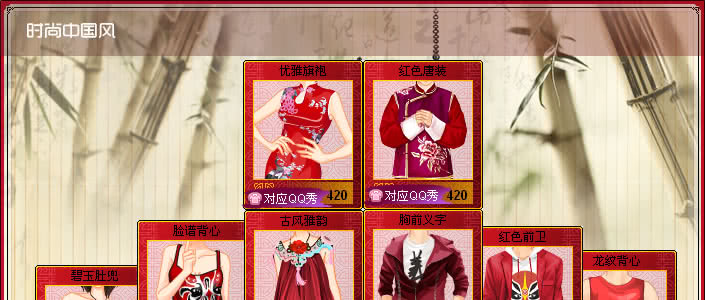 时尚中国风
优雅旗袍
红色唐装
对应QQ秀 420
对应QQ秀 420
古风雅韵
胸前义字
脸谱背心
红色前卫
碧玉肚兜
龙纹背心